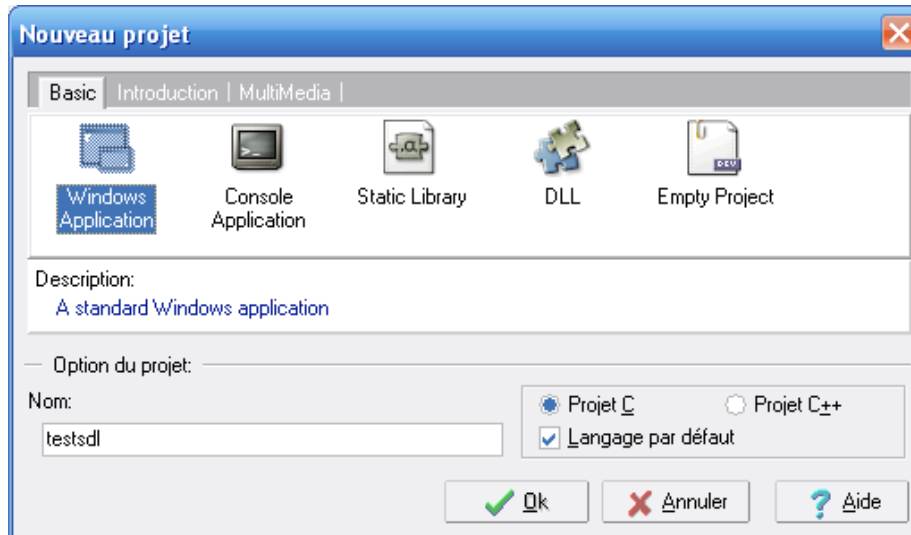 Nouveau projet
Basic Introduction | MultiMedia |
Windows Application
Console Application
Static Library
DLL
Empty Project
DEV
Description:
A standard Windows application
Option du projet:
Nom:
testsdl
Projet C
Projet C++
Langage par défaut
Ok
Annuler
Aide